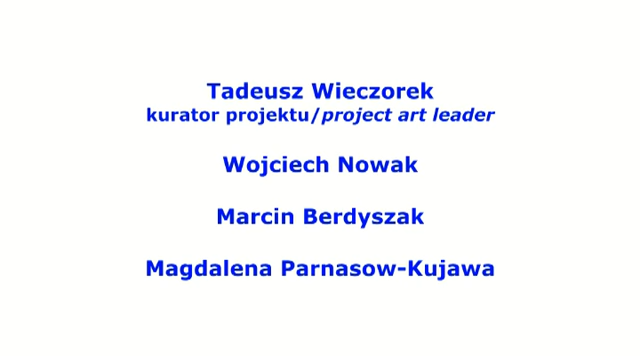 Tadeusz Wieczorek
kurator projektu/project art leader
Wojciech Nowak
Marcin Berdyszak
Magdalena Parnasow-Kujawa